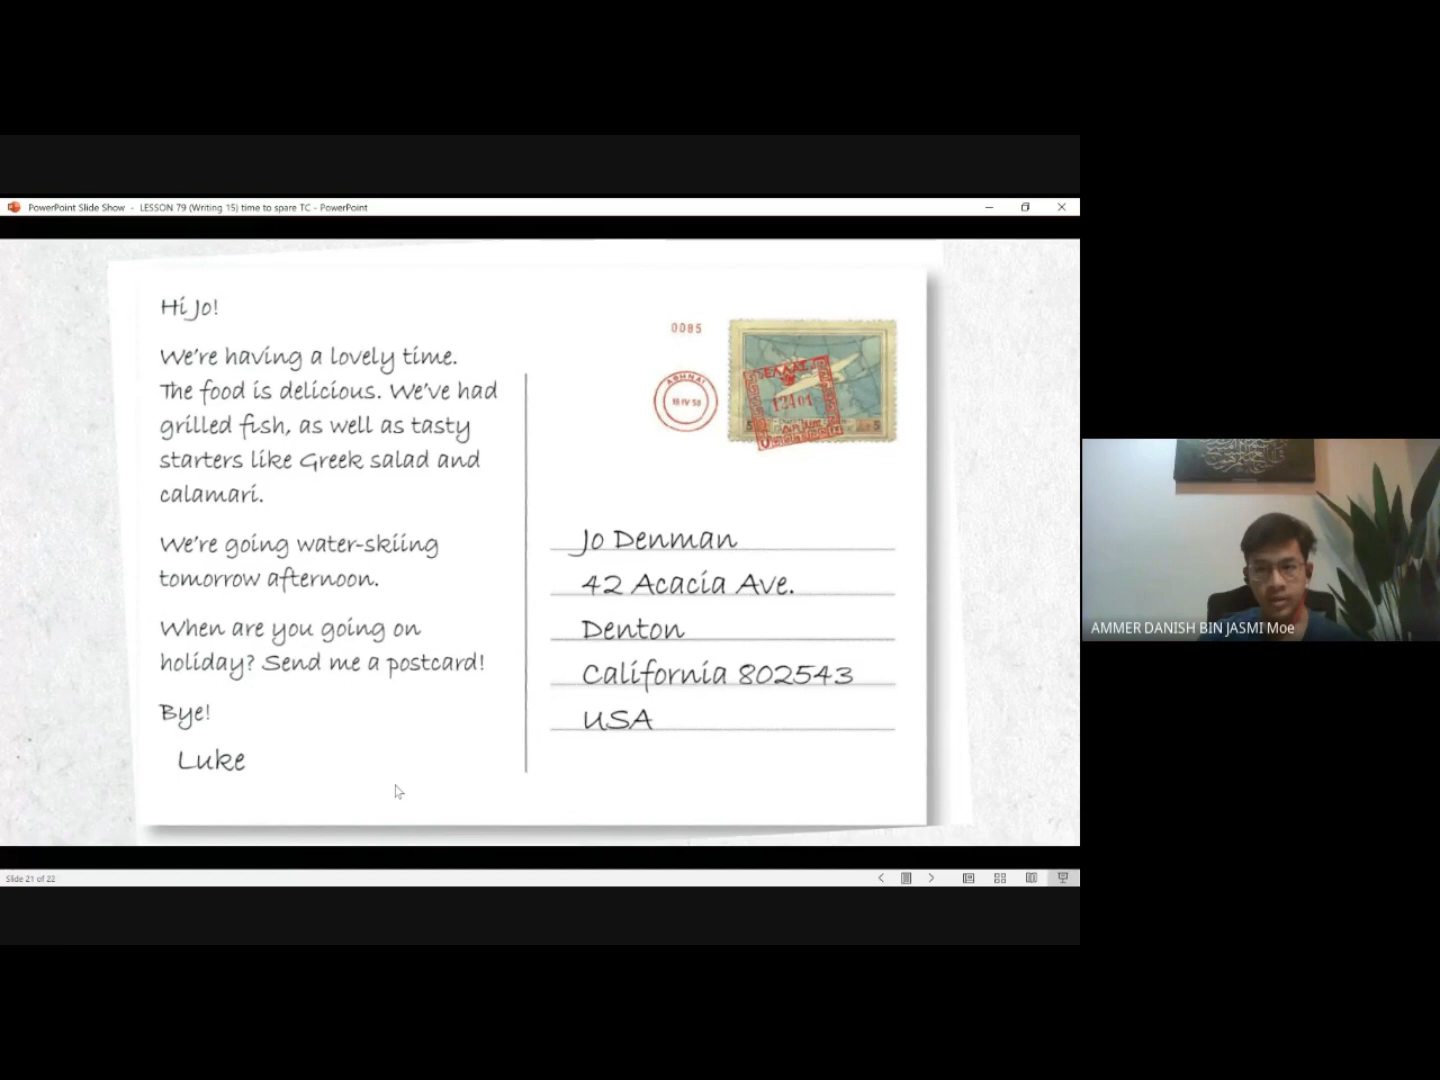 PowerPoint Slide Show - LESSON 79 (Writing 15) time to spare TC - PowerPoint
Hi Jo!
We're having a lovely time.
The food is delicious. We've had
grilled fish, as well as tasty
starters like Greek salad and
calamari.
We're going water-skiing
tomorrow afternoon.
When are you going on
holiday? Send me a postcard!
Bye!
Luke
0085
ΕΛΛΑΣ
Jo Denman
42 Acacia Ave.
Denton
California 802543
USA
AMMER DANISH BIN JASMI Moe
Slide 21 of 22